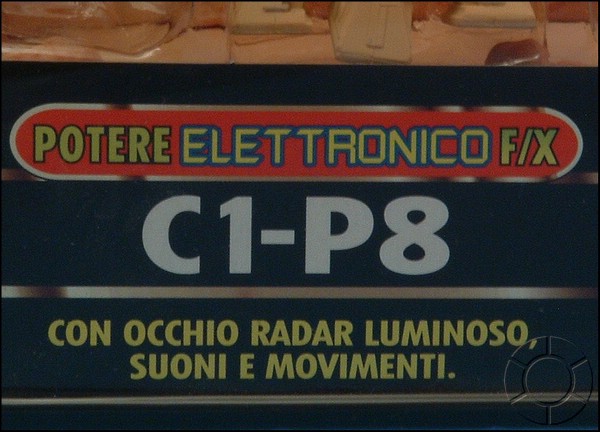 POTERE ELETTRONICO F/X
C1-P8
CON OCCHIO RADAR LUMINOSO,
SUONI E MOVIMENTI.